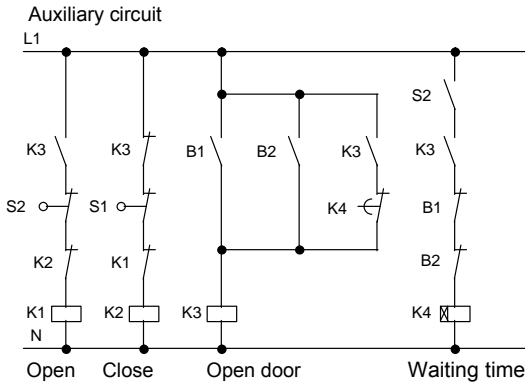 Auxiliary circuit
L1
S2
K3 K3 B1 B2 K3 K3
S2 S1 K4 B1
K2 K1 B2
K1 K2 K3 K4
N
Open Close Open door Waiting time